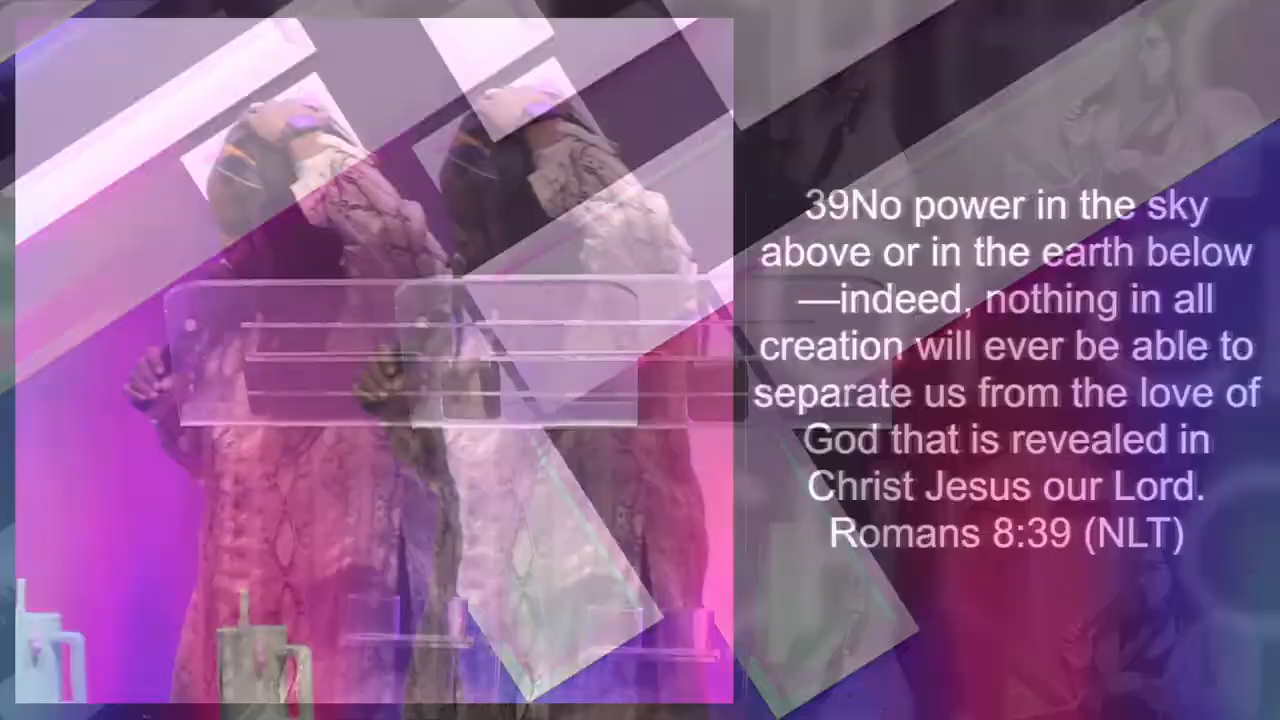 39No power in the sky
above or in the earth below
—indeed, nothing in all
creation will ever be able to
separate us from the love of
God that is revealed in
Christ Jesus our Lord.
Romans 8:39 (NLT)